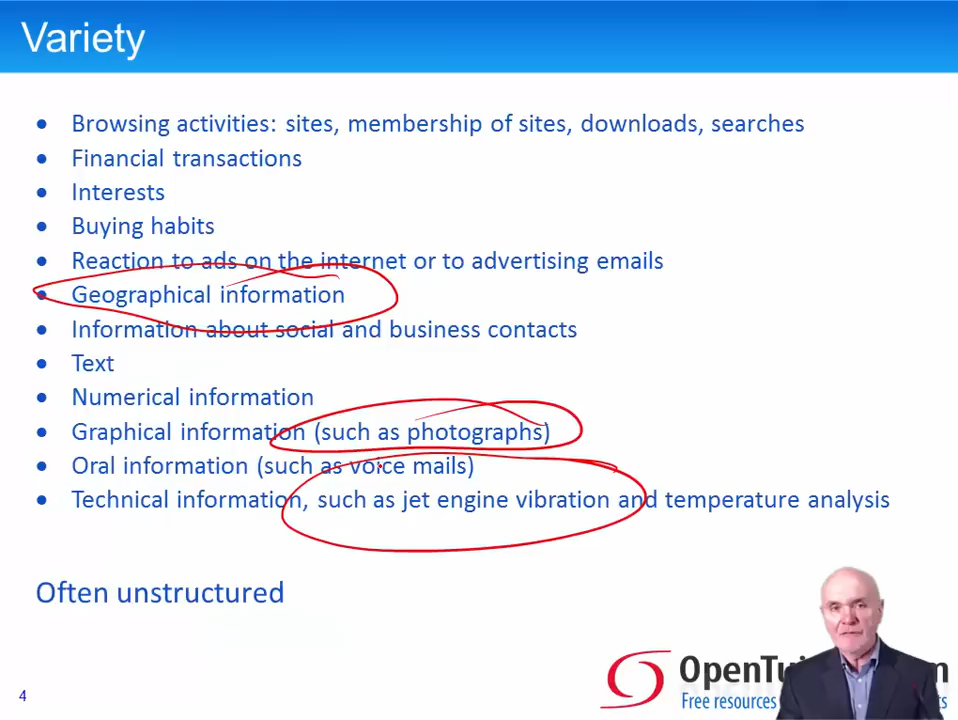 Variety
• Browsing activities: sites, membership of sites, downloads, searches
• Financial transactions
• Interests
• Buying habits
• Reaction to ads on the internet or to advertising emails
• Geographical information
• Information about social and business contacts
• Text
• Numerical information
• Graphical information (such as photographs)
• Oral information (such as voice mails)
• Technical information, such as jet engine vibration and temperature analysis
Often unstructured
Free resources
4